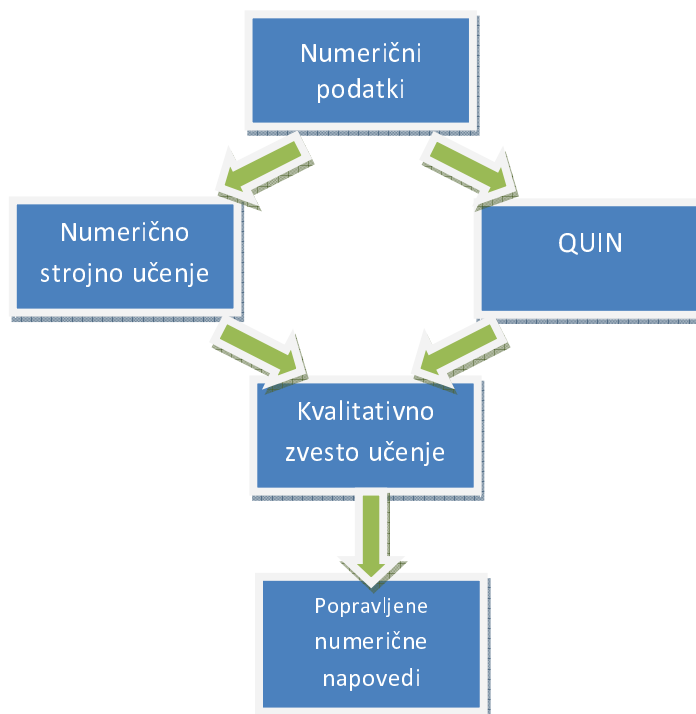 Numerični
podatki
Numerično
strojno učenje
QUIN
Kvalitativno
zvesto učenje
Popravljene
numerične
napovedi